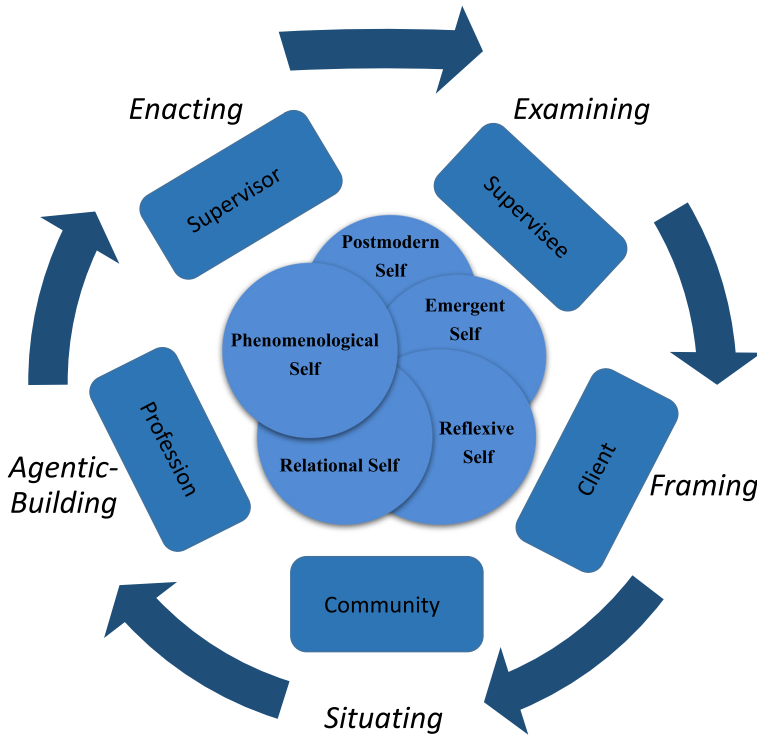 Enacting
Examining
Supervisor
Supervisee
Postmodern
Self
Emergent
Self
Phenomenological
Self
Profession
Reflexive
Self
Relational Self
Client
Agentic-
Building
Framing
Community
Situating